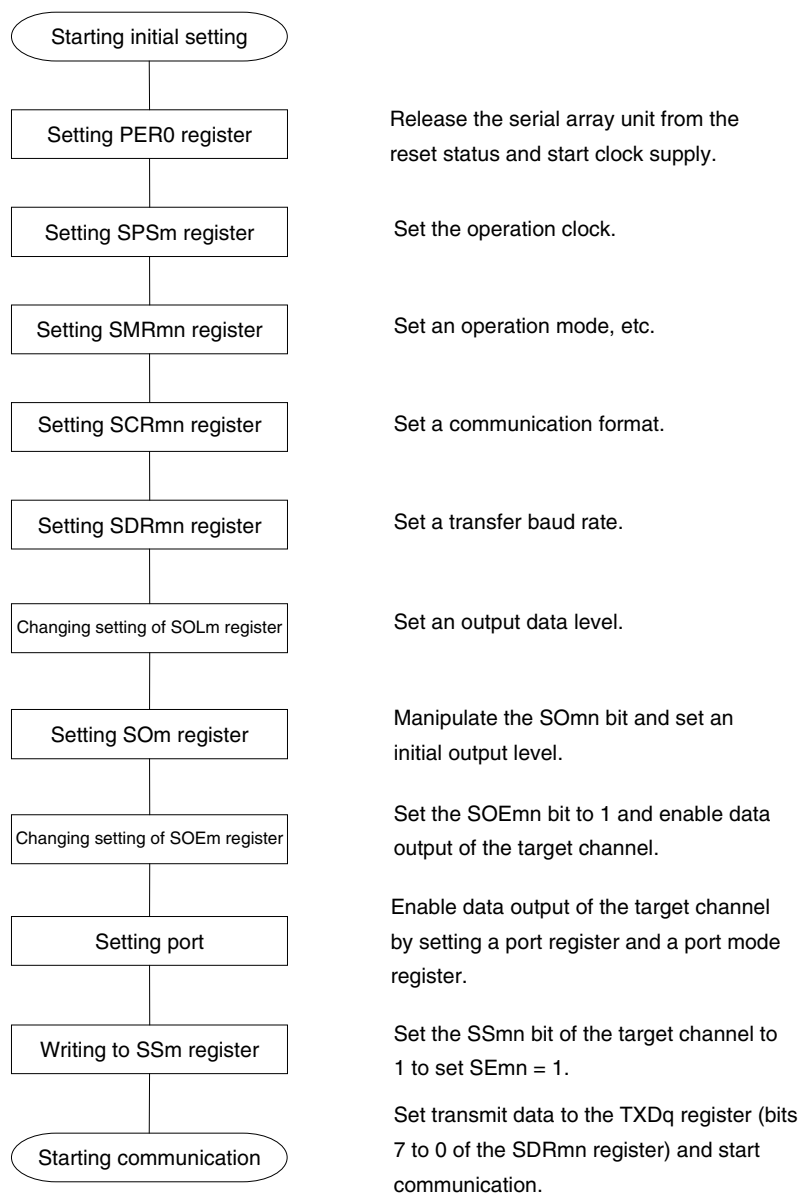 Starting initial setting
Setting PER0 register
Release the serial array unit from the
reset status and start clock supply.
Setting SPSm register
Set the operation clock.
Setting SMRmn register
Set an operation mode, etc.
Setting SCRmn register
Set a communication format.
Setting SDRmn register
Set a transfer baud rate.
Changing setting of SOLm register
Set an output data level.
Setting SOm register
Manipulate the SOmn bit and set an
initial output level.
Changing setting of SOEm register
Set the SOEmn bit to 1 and enable data
output of the target channel.
Setting port
Enable data output of the target channel
by setting a port register and a port mode
register.
Writing to SSm register
Set the SSmn bit of the target channel to
1 to set SEmn = 1.
Starting communication
Set transmit data to the TXDq register (bits
7 to 0 of the SDRmn register) and start
communication.